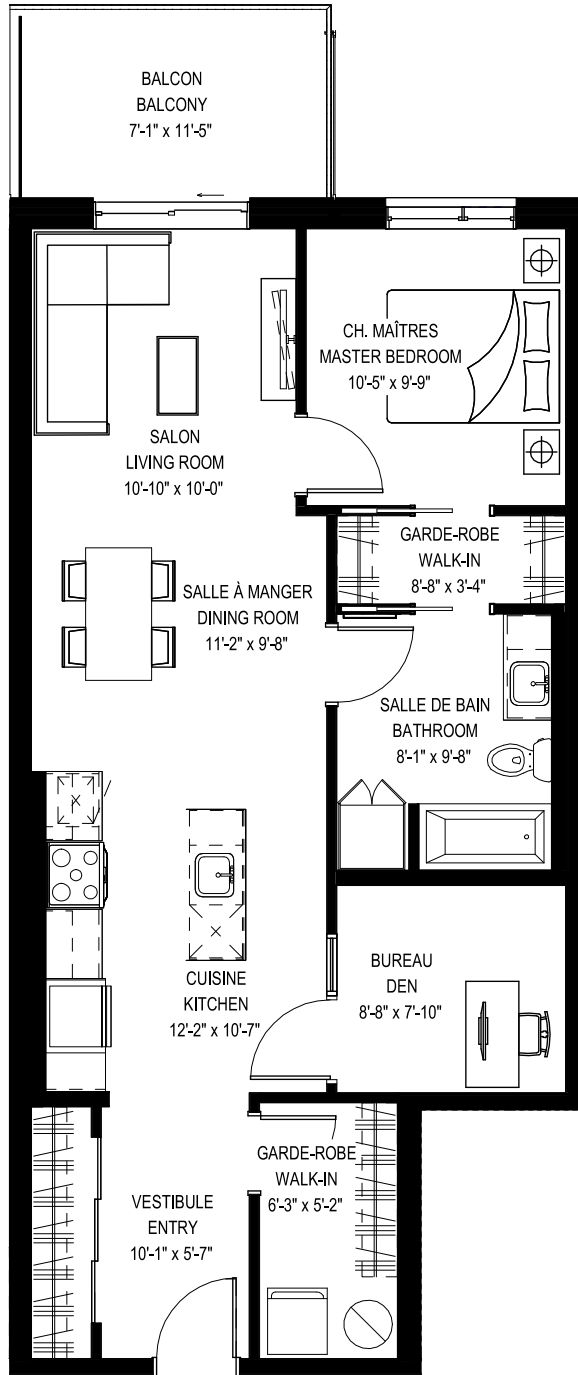 BALCON
BALCONY
7'-1" x 11'-5"
CH. MAÎTRES
MASTER BEDROOM
10'-5" x 9'-9"
SALON
LIVING ROOM
10'-10" x 10'-0"
GARDE-ROBE
WALK-IN
8'-8" x 3'-4"
SALLE À MANGER
DINING ROOM
11'-2" x 9'-8"
SALLE DE BAIN
BATHROOM
8'-1" x 9'-8"
CUISINE
KITCHEN
12'-2" x 10'-7"
BUREAU
DEN
8'-8" x 7'-10"
GARDE-ROBE
WALK-IN
6'-3" x 5'-2"
VESTIBULE
ENTRY
10'-1" x 5'-7"